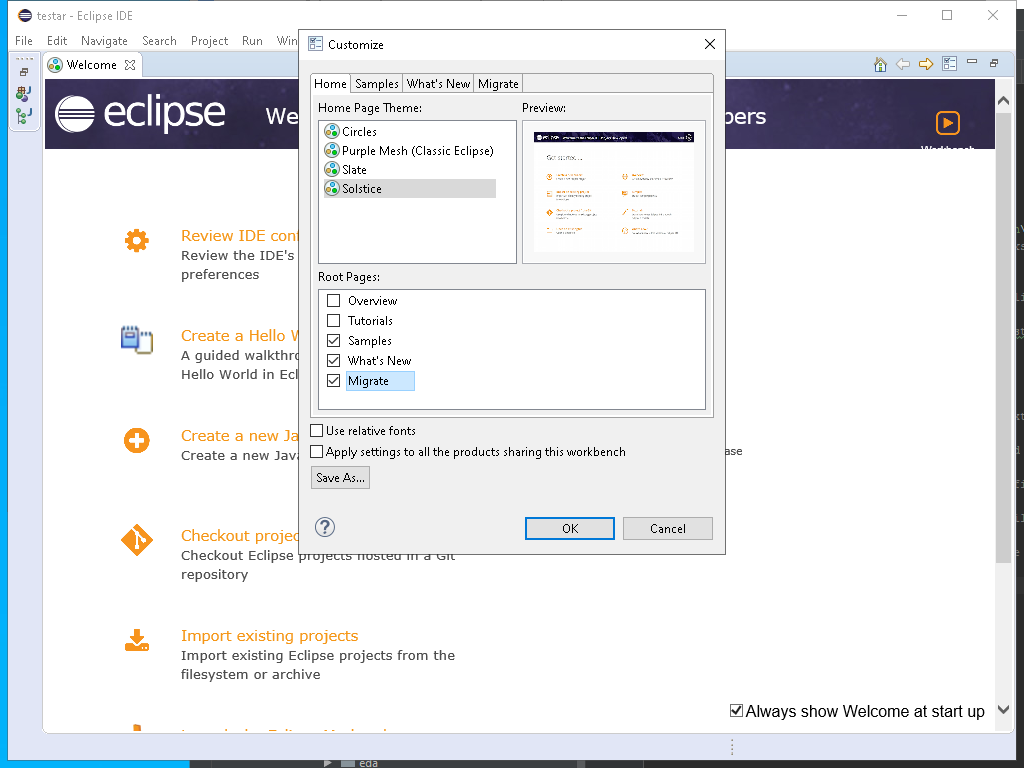 testar - Eclipse IDE
File Edit Navigate Search Project Run Win
Customize
Welcome
Home Samples What's New Migrate
Home Page Theme:
Preview:
Circles
Purple Mesh (Classic Eclipse)
Slate
Solstice
Root Pages:
Overview
Tutorials
Samples
What's New
Migrate
Use relative fonts
Apply settings to all the products sharing this workbench
Save As...
OK
Cancel
eclipse We
pers
Workbench
Review IDE con
Review the IDE's
preferences
Create a Hello W
A guided walkthro
Hello World in Ecl
Create a new Ja
Create a new Java
ase
Checkout projec
Checkout Eclipse projects hosted in a Git
repository
Import existing projects
Import existing Eclipse projects from the
filesystem or archive
Always show Welcome at start up
eda